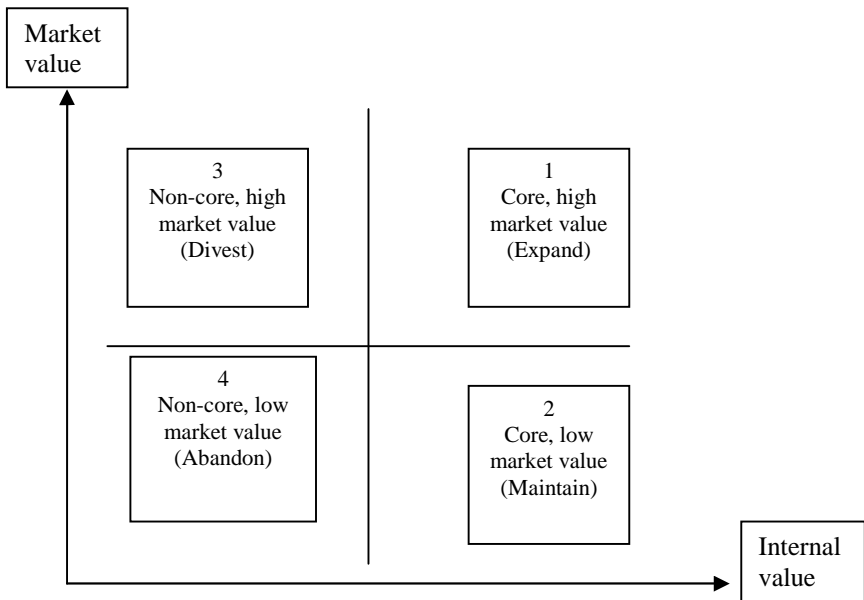 Market
value
3
Non-core, high
market value
(Divest)
1
Core, high
market value
(Expand)
4
Non-core, low
market value
(Abandon)
2
Core, low
market value
(Maintain)
Internal
value